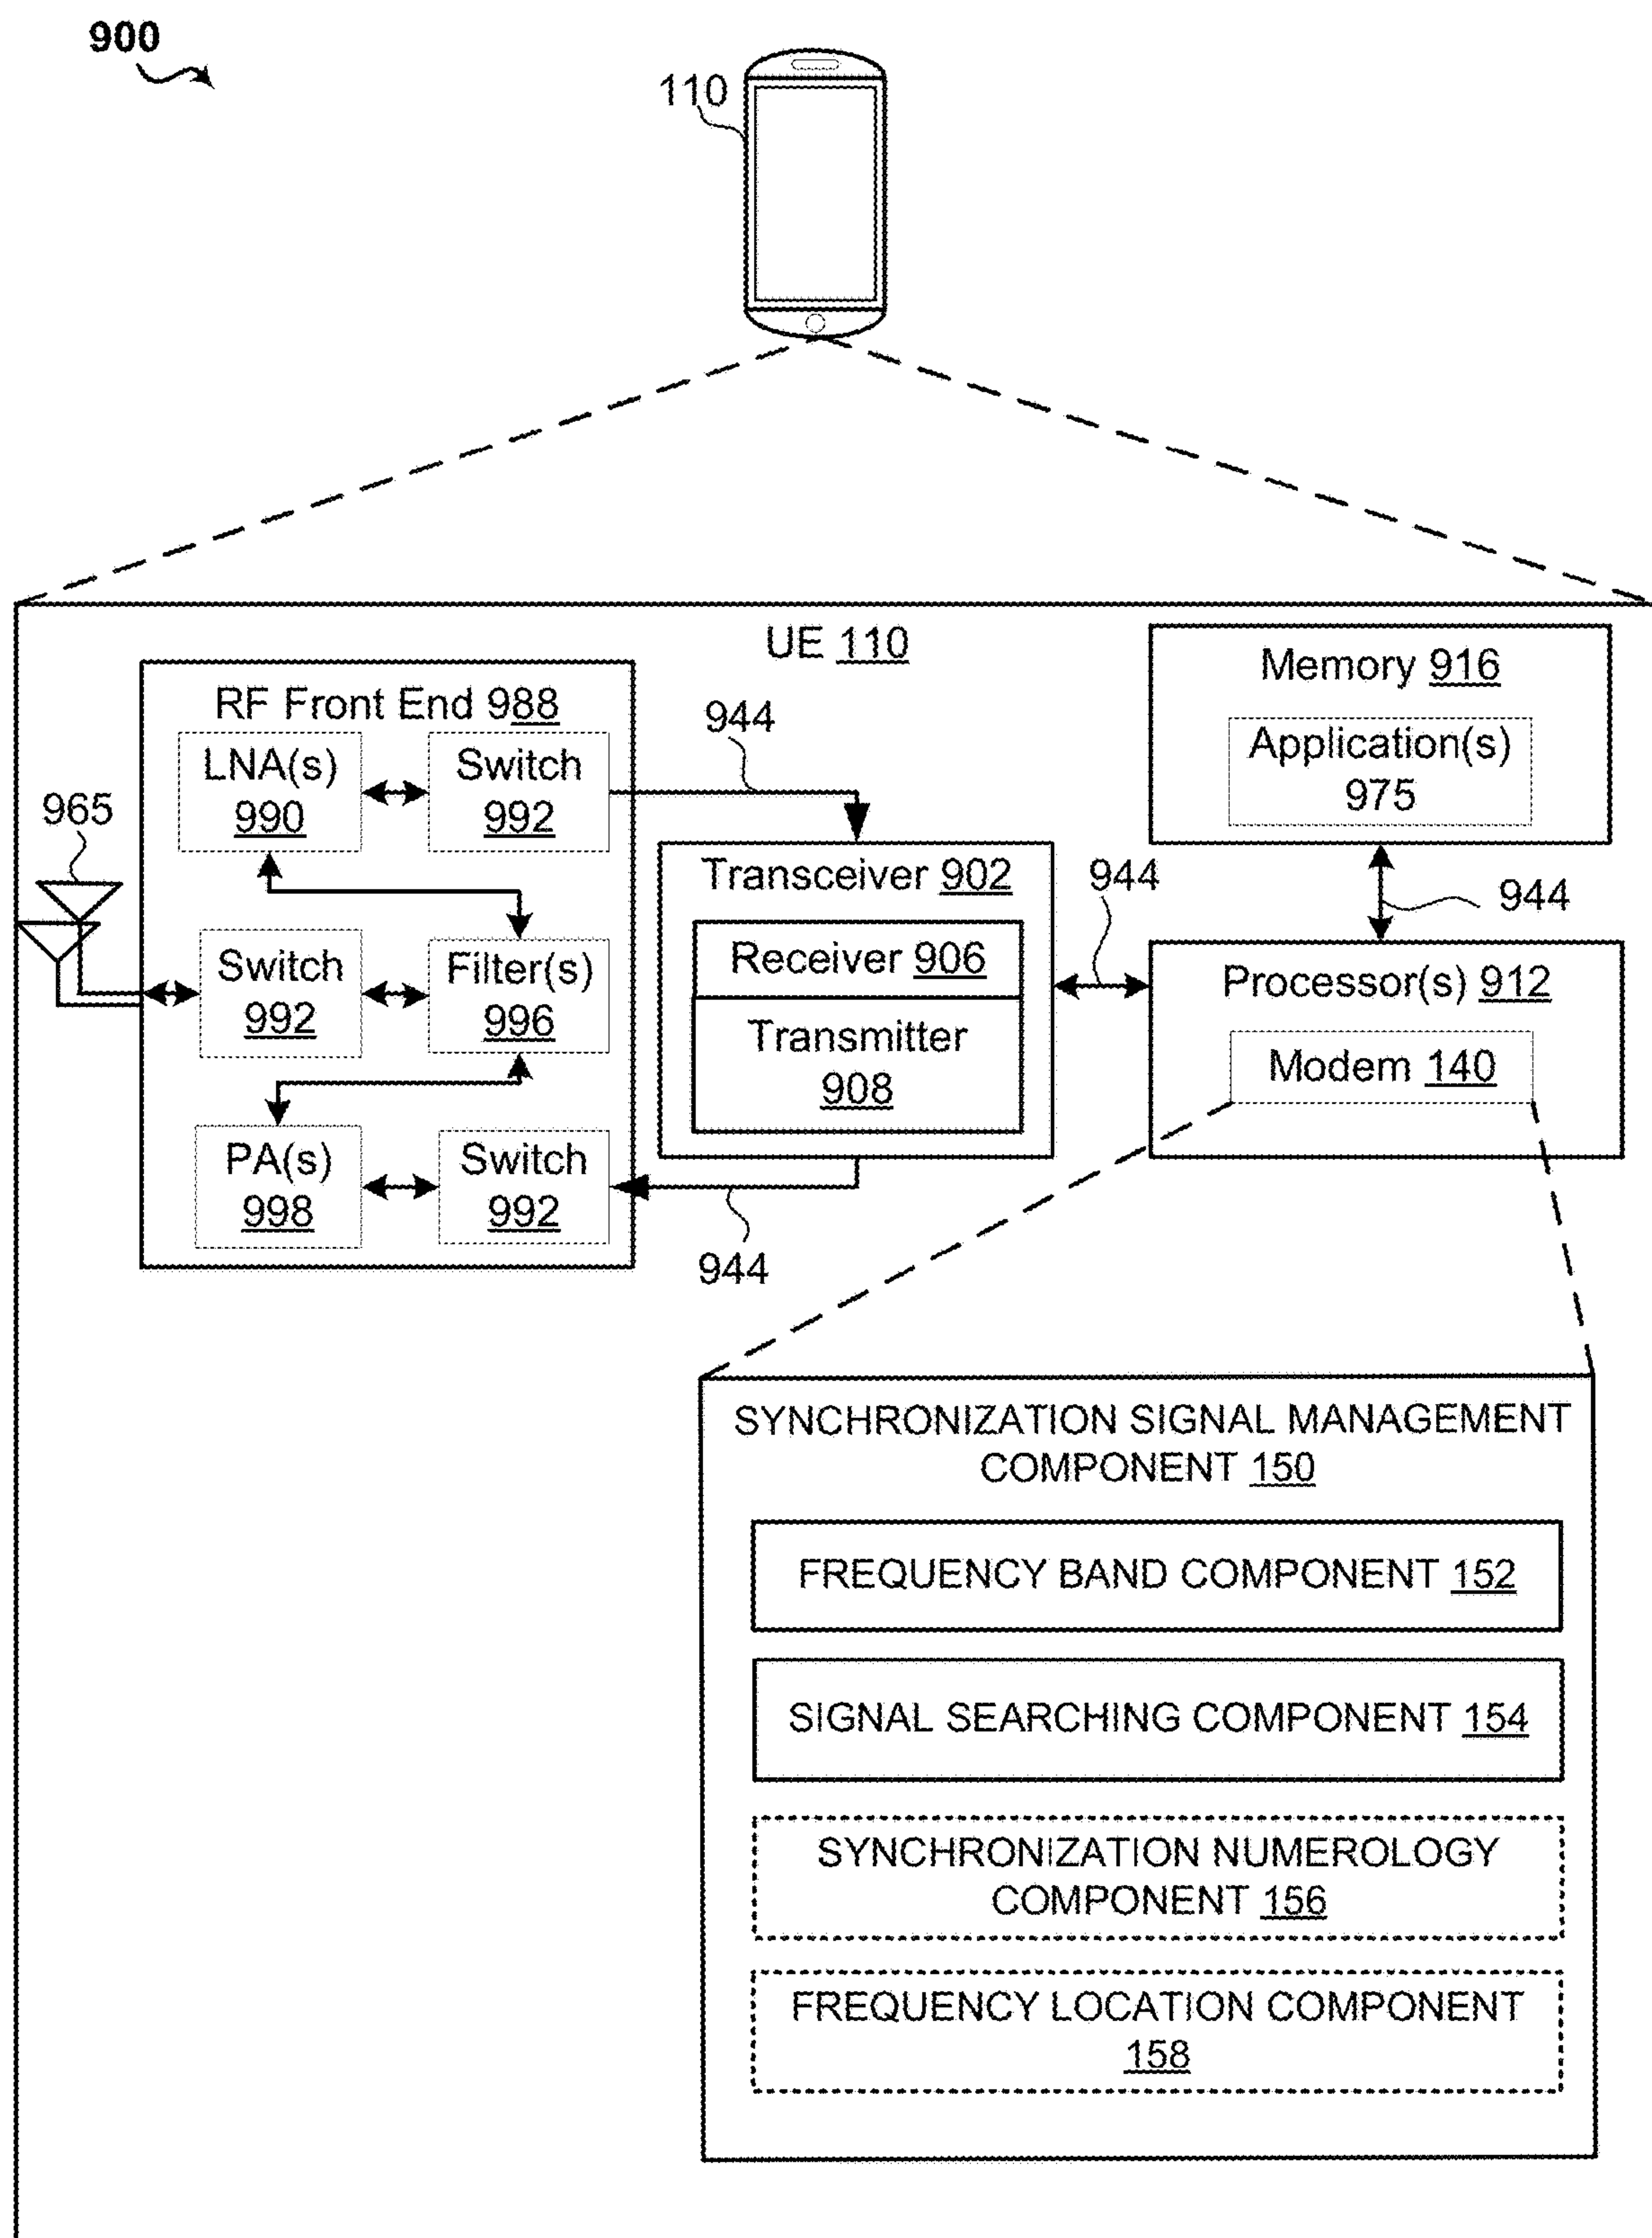 900
110
UE 110
RF Front End 988
LNA(s)
990
Switch
992
944
965
Switch
992
Filter(s)
996
PA(s)
998
Switch
992
944
Transceiver 902
Receiver 906
Transmitter
908
944
Memory 916
Application(s)
975
944
Processor(s) 912
Modem 140
SYNCHRONIZATION SIGNAL MANAGEMENT
COMPONENT 150
FREQUENCY BAND COMPONENT 152
SIGNAL SEARCHING COMPONENT 154
SYNCHRONIZATION NUMEROLOGY
COMPONENT 156
FREQUENCY LOCATION COMPONENT
158